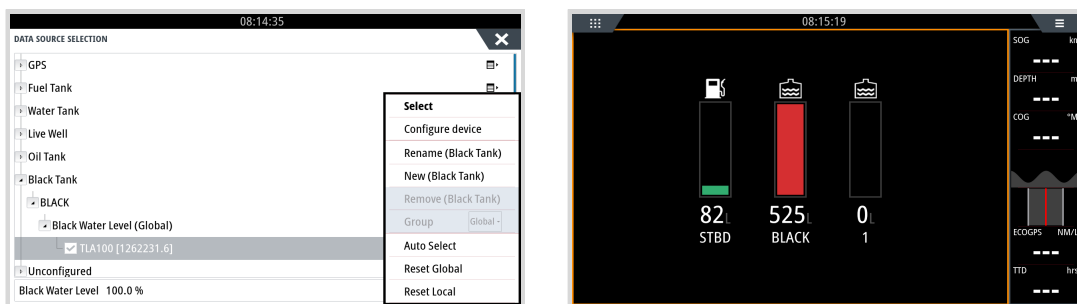 08:14:35
DATA SOURCE SELECTION
GPS
Fuel Tank
Water Tank
Live Well
Oil Tank
Black Tank
BLACK
Black Water Level (Global)
TLA100 [1262231.6]
Unconfigured
Black Water Level 100.0 %
Select
Configure device
Rename (Black Tank)
New (Black Tank)
Remove (Black Tank)
Group Global
Auto Select
Reset Global
Reset Local
08:15:19
82L
STBD
525L
BLACK
0L
1
SOG kn
---
DEPTH m
---
COG °M
---
ECOGPS NM/L
---
TTD hrs
---